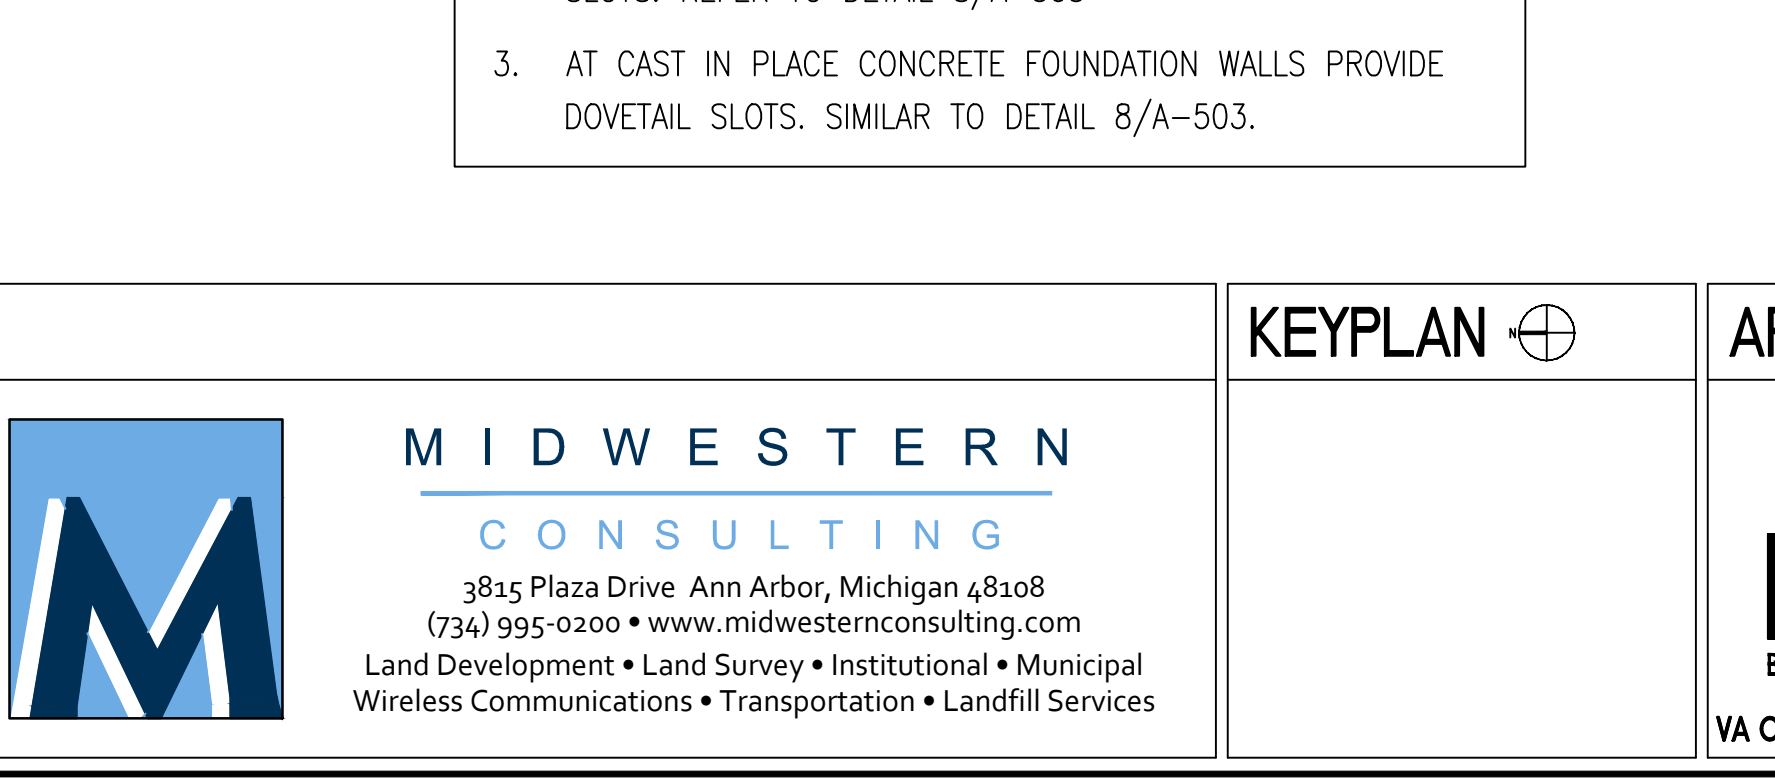 3. AT CAST IN PLACE CONCRETE FOUNDATION WALLS PROVIDE
DOVETAIL SLOTS. SIMILAR TO DETAIL 8/A-503.
KEYPLAN
N
MIDWESTERN
CONSULTING
3815 Plaza Drive Ann Arbor, Michigan 48108
(734) 995-0200 • www.midwesternconsulting.com
Land Development • Land Survey • Institutional • Municipal
Wireless Communications • Transportation • Landfill Services
VA